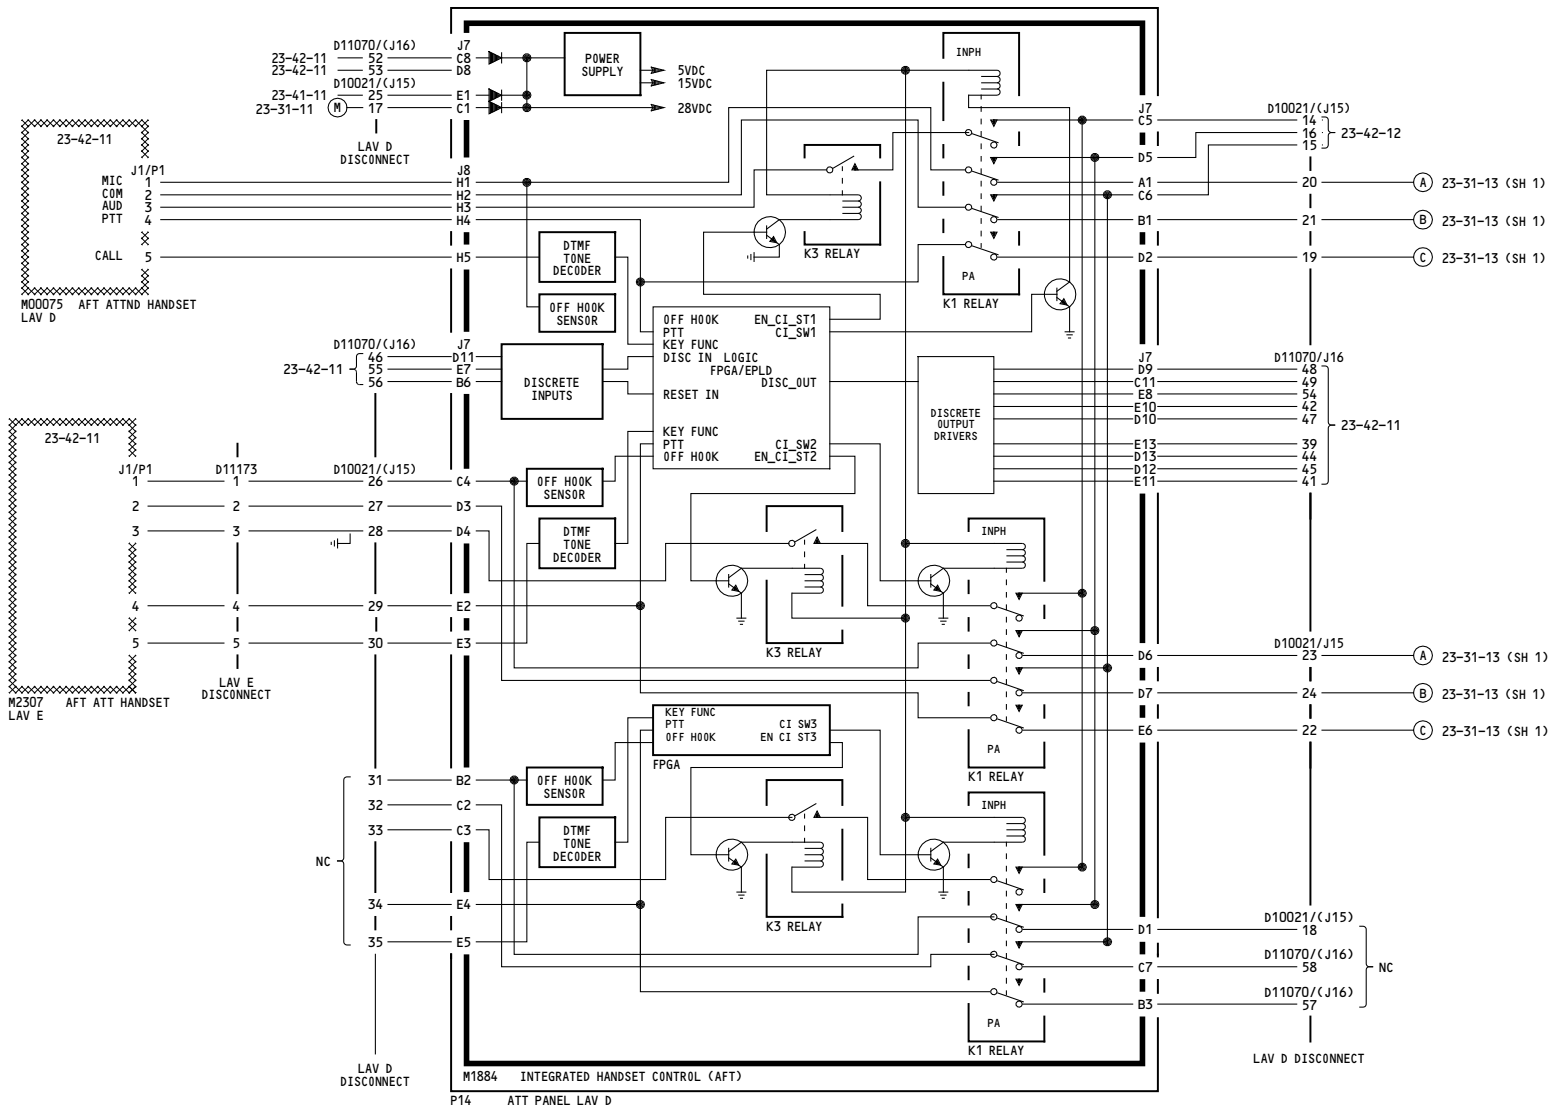 D11070/(J16) J7
23-42-11 52 C8
23-42-11 53 D8
D10021/(J15)
23-41-11 25 E1
23-31-11 M 17 C1
LAV D
DISCONNECT
POWER
SUPPLY
5VDC
15VDC
28VDC
23-42-11
J1/P1 J8
MIC 1 H1
COM 2 H2
AUD 3 H3
PTT 4 H4
CALL 5 H5
M00075 AFT ATTND HANDSET
LAV D
DTMF
TONE
DECODER
OFF HOOK
SENSOR
K3 RELAY
INPH
PA
K1 RELAY
J7 D10021/(J15)
C5 14
16
15
23-42-12
D5
A1 20 A 23-31-13 (SH 1)
C6
B1 21 B 23-31-13 (SH 1)
D2 19 C 23-31-13 (SH 1)
D11070/(J16) J7
46 D11
23-42-11 55 E7
56 B6
DISCRETE
INPUTS
OFF HOOK EN_CI_ST1
PTT CI_SW1
KEY FUNC
DISC IN LOGIC
FPGA/EPLD
DISC_OUT
RESET IN
KEY FUNC
PTT CI_SW2
OFF HOOK EN_CI_ST2
DISCRETE
OUTPUT
DRIVERS
J7 D11070/J16
D9 48
C11 49
E8 54
E10 42
D10 47
23-42-11
E13 39
D13 44
D12 45
E11 41
23-42-11
J1/P1 D11173 D10021/(J15)
1 1 26 C4
2 2 27 D3
3 3 28 D4
4 4 29 E2
5 5 30 E3
LAV E
DISCONNECT
M2307 AFT ATT HANDSET
LAV E
OFF HOOK
SENSOR
DTMF
TONE
DECODER
K3 RELAY
INPH
PA
K1 RELAY
D10021/J15
D6 23 A 23-31-13 (SH 1)
D7 24 B 23-31-13 (SH 1)
E6 22 C 23-31-13 (SH 1)
KEY FUNC
PTT CI SW3
OFF HOOK EN CI ST3
FPGA
31 B2
32 C2
33 C3
NC
34 E4
35 E5
OFF HOOK
SENSOR
DTMF
TONE
DECODER
K3 RELAY
INPH
PA
K1 RELAY
D10021/(J15)
D1 18
D11070/(J16)
C7 58
NC
D11070/(J16)
B3 57
LAV D DISCONNECT
LAV D
DISCONNECT
M1884 INTEGRATED HANDSET CONTROL (AFT)
P14 ATT PANEL LAV D